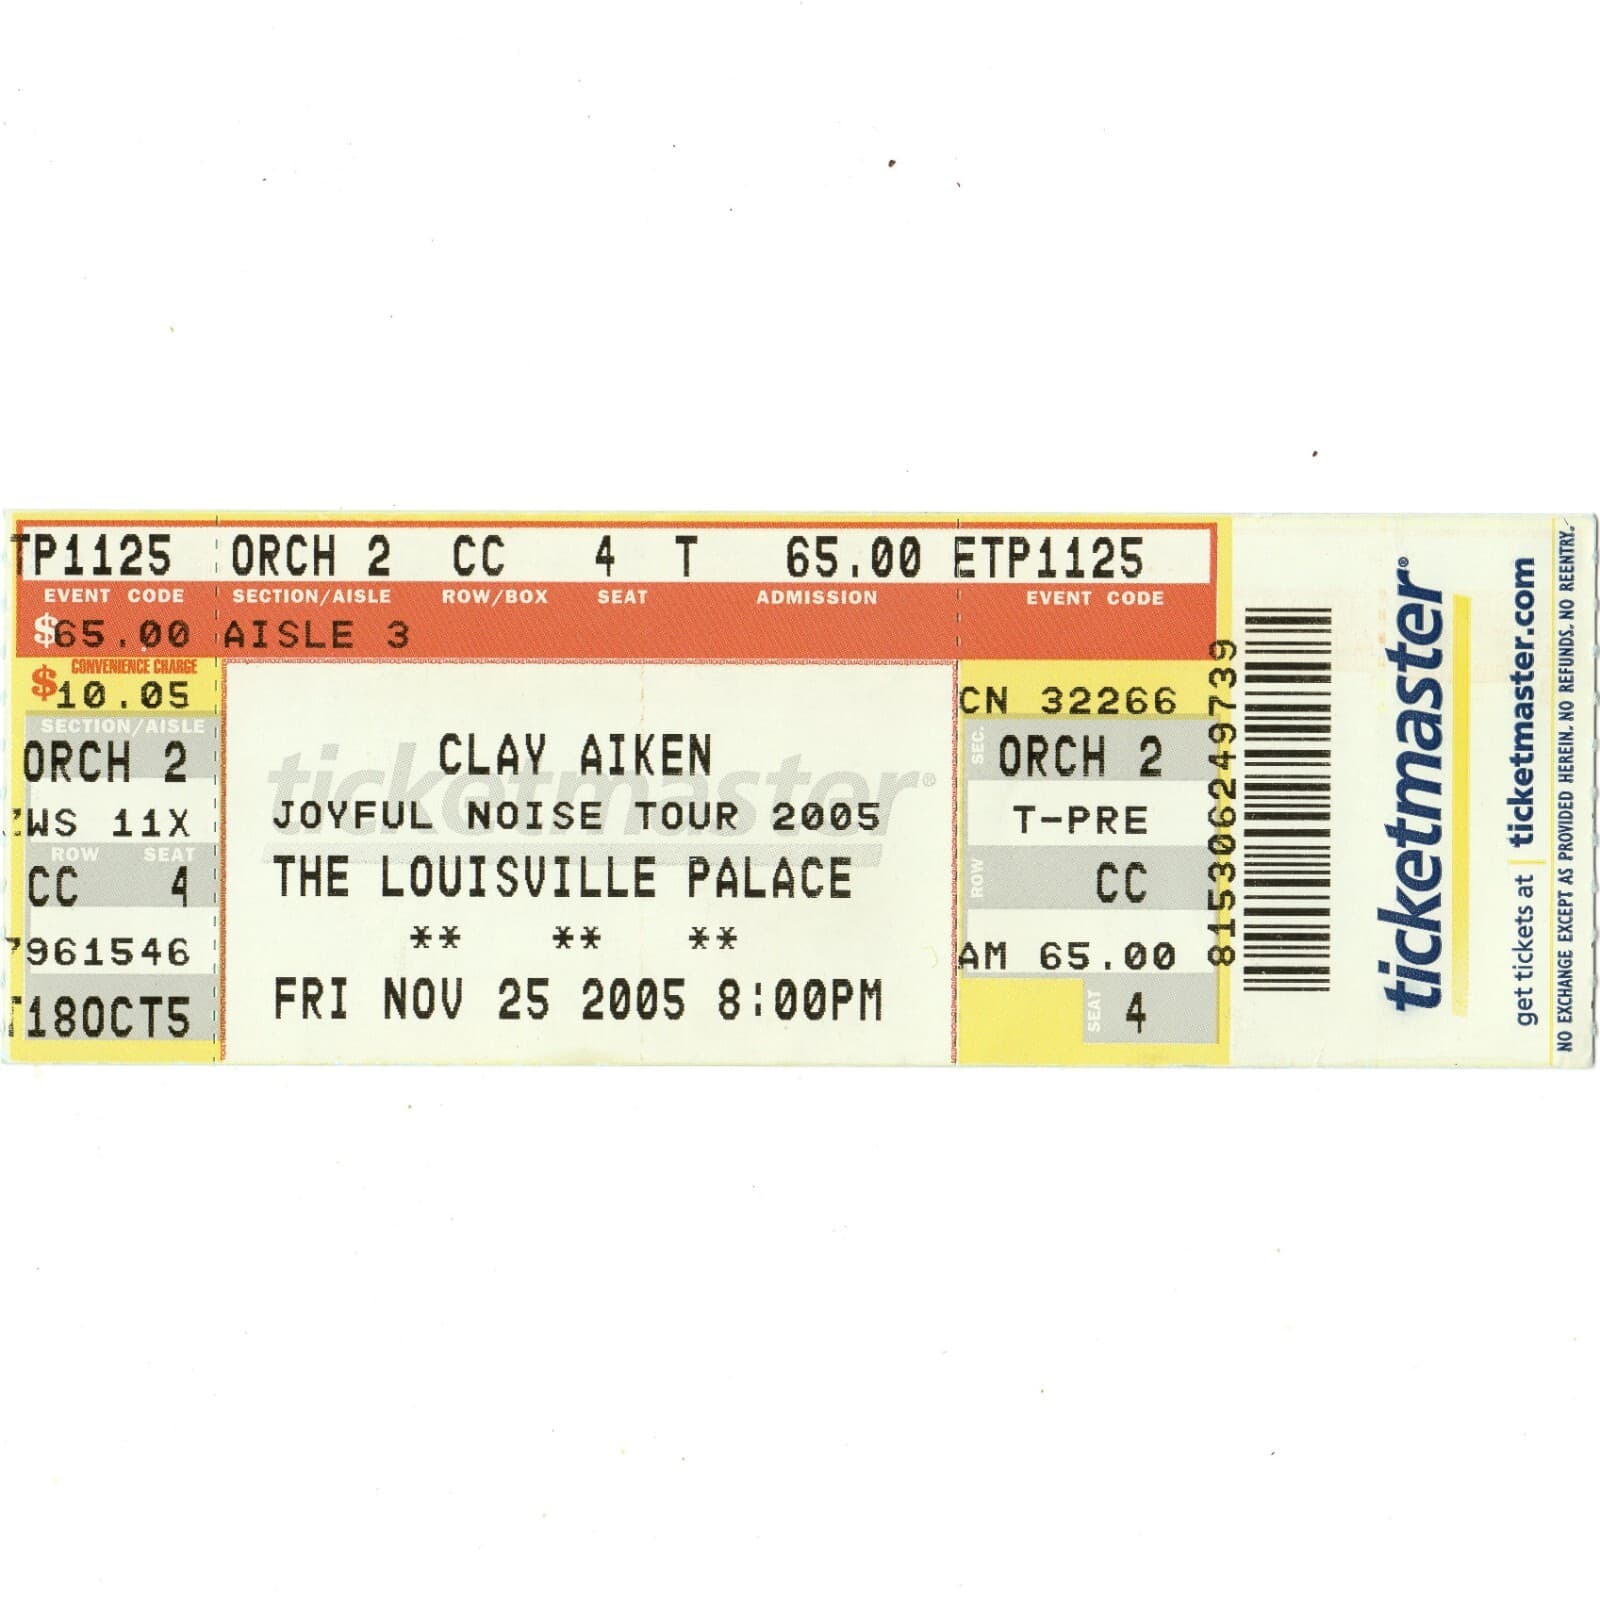 TP1125 ORCH 2 CC 4 T 65.00 ETP1125
EVENT CODE SECTION/AISLE ROW/BOX SEAT ADMISSION EVENT CODE
$65.00 AISLE 3
CONVENIENCE CHARGE
$10.05
SECTION/AISLE
ORCH 2
WS 11X
ROW SEAT
CC 4
7961546
18OCT5
ticketmaster®
CLAY AIKEN
JOYFUL NOISE TOUR 2005
THE LOUISVILLE PALACE
** ** **
FRI NOV 25 2005 8:00PM
CN 32266
SEC. ORCH 2
T-PRE
ROW CC
AM 65.00
SEAT 4
815306249739
ticketmaster®
get tickets at | ticketmaster.com
NO EXCHANGE EXCEPT AS PROVIDED HEREIN, NO REFUNDS, NO REENTRY.